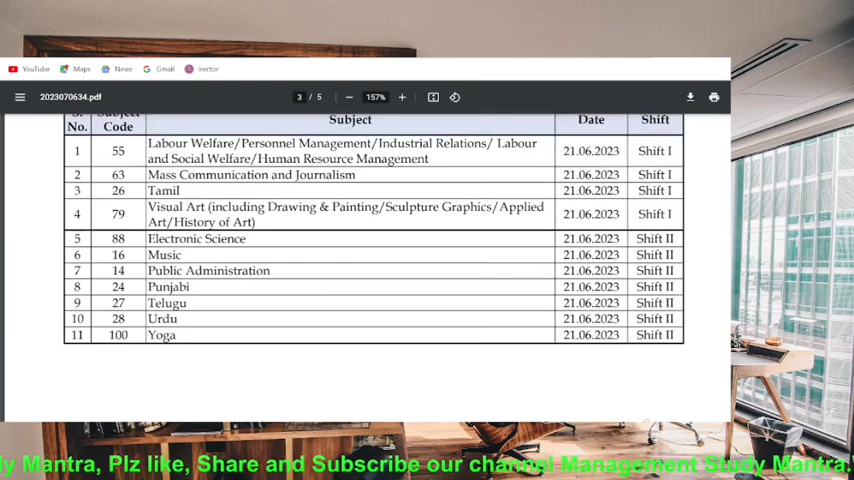 YouTube Maps News Gmail irector
2023070634.pdf 3 / 5 157%
S. Subject
No. Code Subject Date Shift
1 55 Labour Welfare/Personnel Management/Industrial Relations/ Labour and Social Welfare/Human Resource Management 21.06.2023 Shift I
2 63 Mass Communication and Journalism 21.06.2023 Shift I
3 26 Tamil 21.06.2023 Shift I
4 79 Visual Art (including Drawing & Painting/Sculpture Graphics/Applied Art/History of Art) 21.06.2023 Shift I
5 88 Electronic Science 21.06.2023 Shift II
6 16 Music 21.06.2023 Shift II
7 14 Public Administration 21.06.2023 Shift II
8 24 Punjabi 21.06.2023 Shift II
9 27 Telugu 21.06.2023 Shift II
10 28 Urdu 21.06.2023 Shift II
11 100 Yoga 21.06.2023 Shift II
y Mantra, Plz like, Share and Subscribe our channel Management Study Mantra.